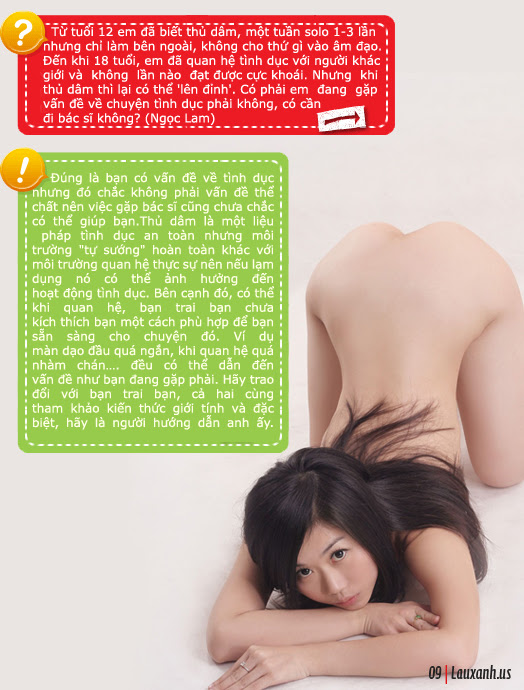 Từ tuổi 12 em đã biết thủ dâm, một tuần solo 1-3 lần
nhưng chỉ làm bên ngoài, không cho thứ gì vào âm đạo.
Đến khi 18 tuổi, em đã quan hệ tình dục với người khác
giới và không lần nào đạt được cực khoái. Nhưng khi
thủ dâm thì lại có thể 'lên đỉnh'. Có phải em đang gặp
vấn đề về chuyện tình dục phải không, có cần
đi bác sĩ không? (Ngọc Lam)
Đúng là bạn có vấn đề về tình dục
nhưng đó chắc không phải vấn đề thể
chất nên việc gặp bác sĩ cũng chưa chắc
có thể giúp bạn.Thủ dâm là một liệu
pháp tình dục an toàn nhưng môi
trường "tự sướng" hoàn toàn khác với
môi trường quan hệ thực sự nên nếu lạm
dụng nó có thể ảnh hưởng đến
hoạt động tình dục. Bên cạnh đó, có thể
khi quan hệ, bạn trai bạn chưa
kích thích bạn một cách phù hợp để bạn
sẵn sàng cho chuyện đó. Ví dụ
màn dạo đầu quá ngắn, khi quan hệ quá
nhàm chán.... đều có thể dẫn đến
vấn đề như bạn đang gặp phải. Hãy trao
đổi với bạn trai bạn, cả hai cùng
tham khảo kiến thức giới tính và đặc
biệt, hãy là người hướng dẫn anh ấy.
09 | Lauxanh.us